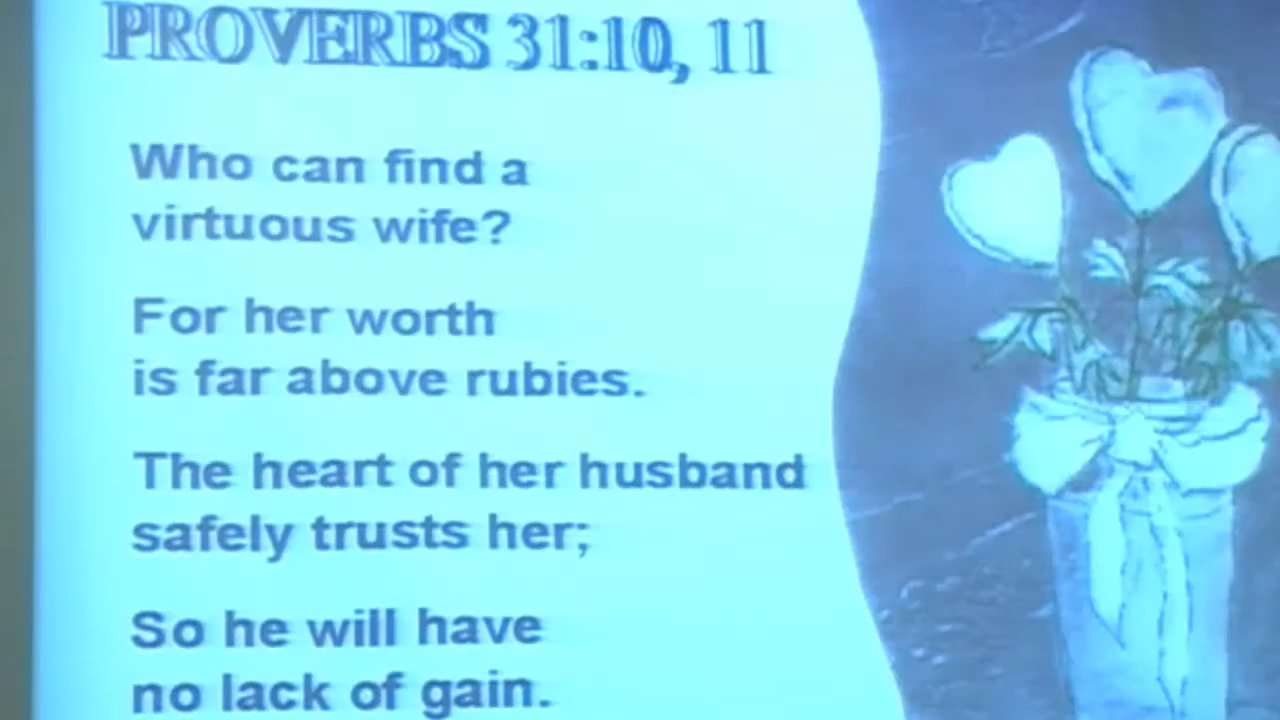 PROVERBS 31:10, 11
Who can find a
virtuous wife?
For her worth
is far above rubies.
The heart of her husband
safely trusts her;
So he will have
no lack of gain.